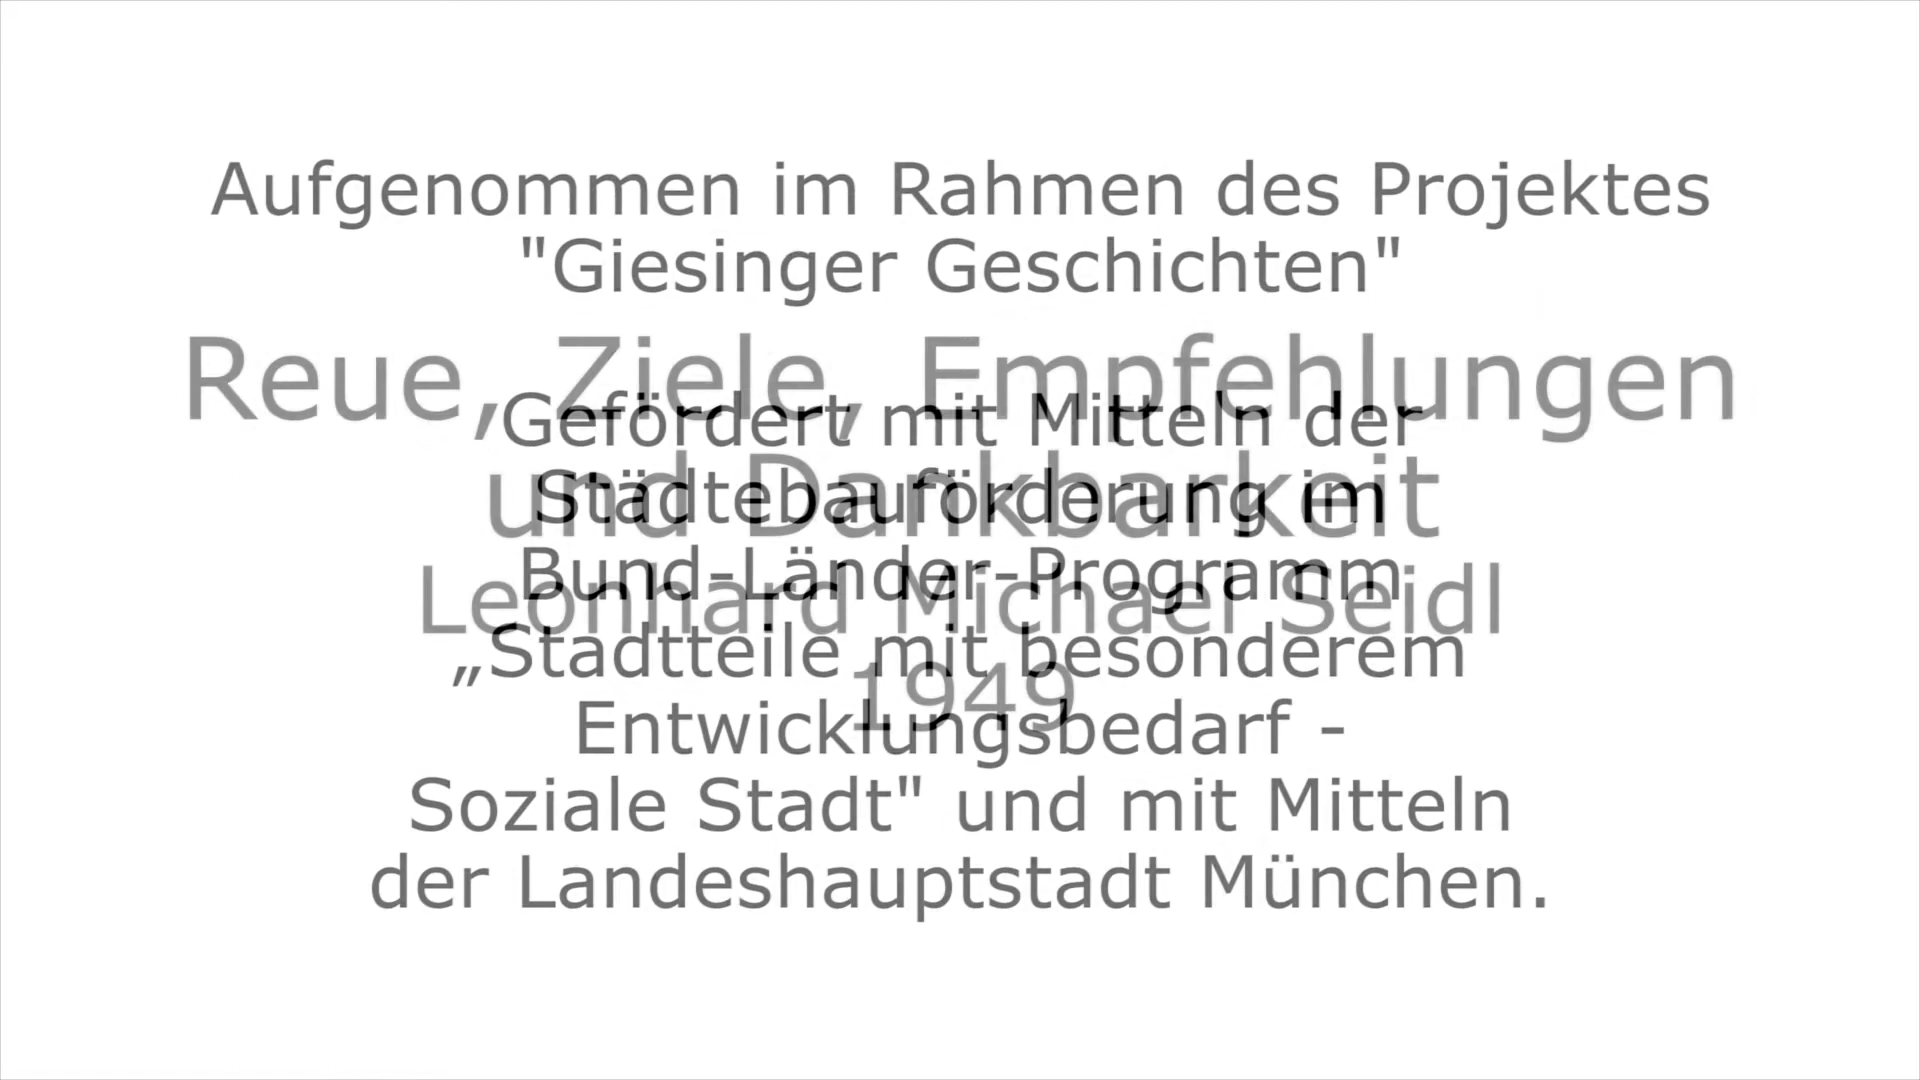 Aufgenommen im Rahmen des Projektes
"Giesinger Geschichten"
Reue, Ziele, Empfehlungen
und Dankbarkeit
Leonhard Michael Seidl
1949
Gefördert mit Mitteln der
Städtebauförderung im
Bund-Länder-Programm
„Stadtteile mit besonderem
Entwicklungsbedarf -
Soziale Stadt" und mit Mitteln
der Landeshauptstadt München.